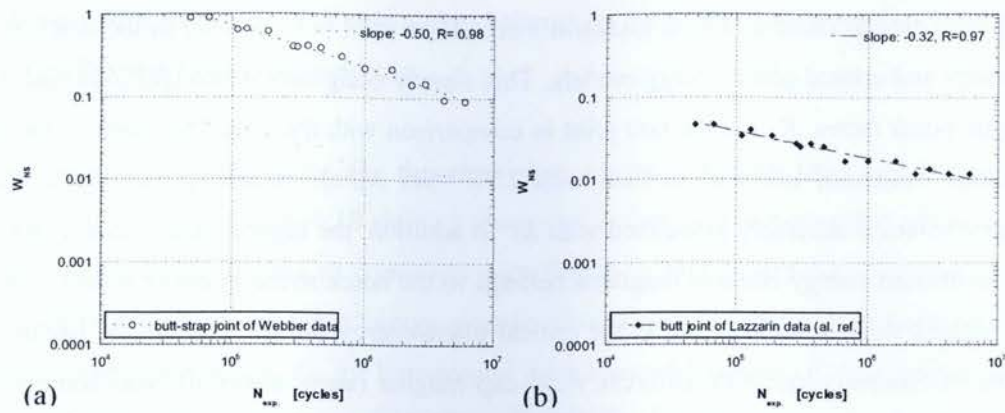 1
0.1
0.01
0.001
0.0001
W_NS
slope: -0.50, R= 0.98
butt-strap joint of Webber data
10^4
10^5
10^6
10^7
N_exp. [cycles]
(a)
1
0.1
0.01
0.001
0.0001
W_NS
slope: -0.32, R=0.97
butt joint of Lazzarin data (al. ref.
10^4
10^5
10^6
10^7
N_exp. [cycles]
(b)